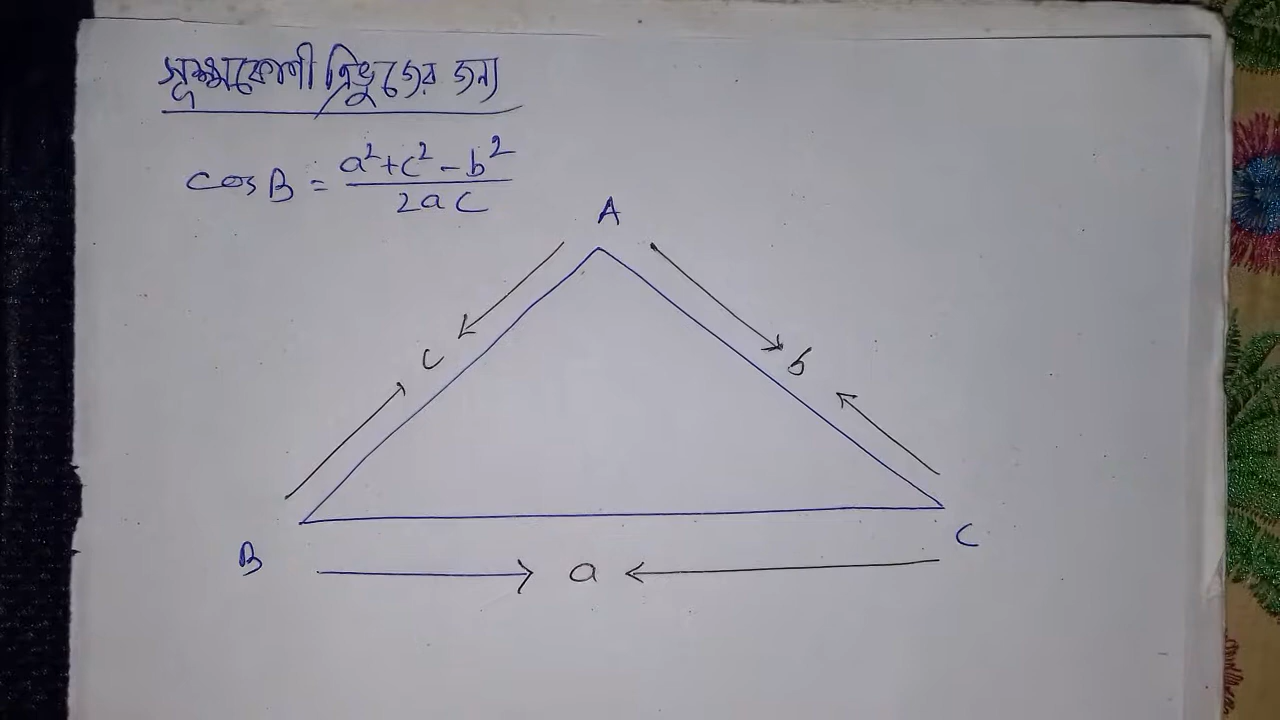 সূক্ষ্মকোণী ত্রিভুজের জন্য
cos B = a²+c²-b² / 2ac
A
c
b
B
C
a